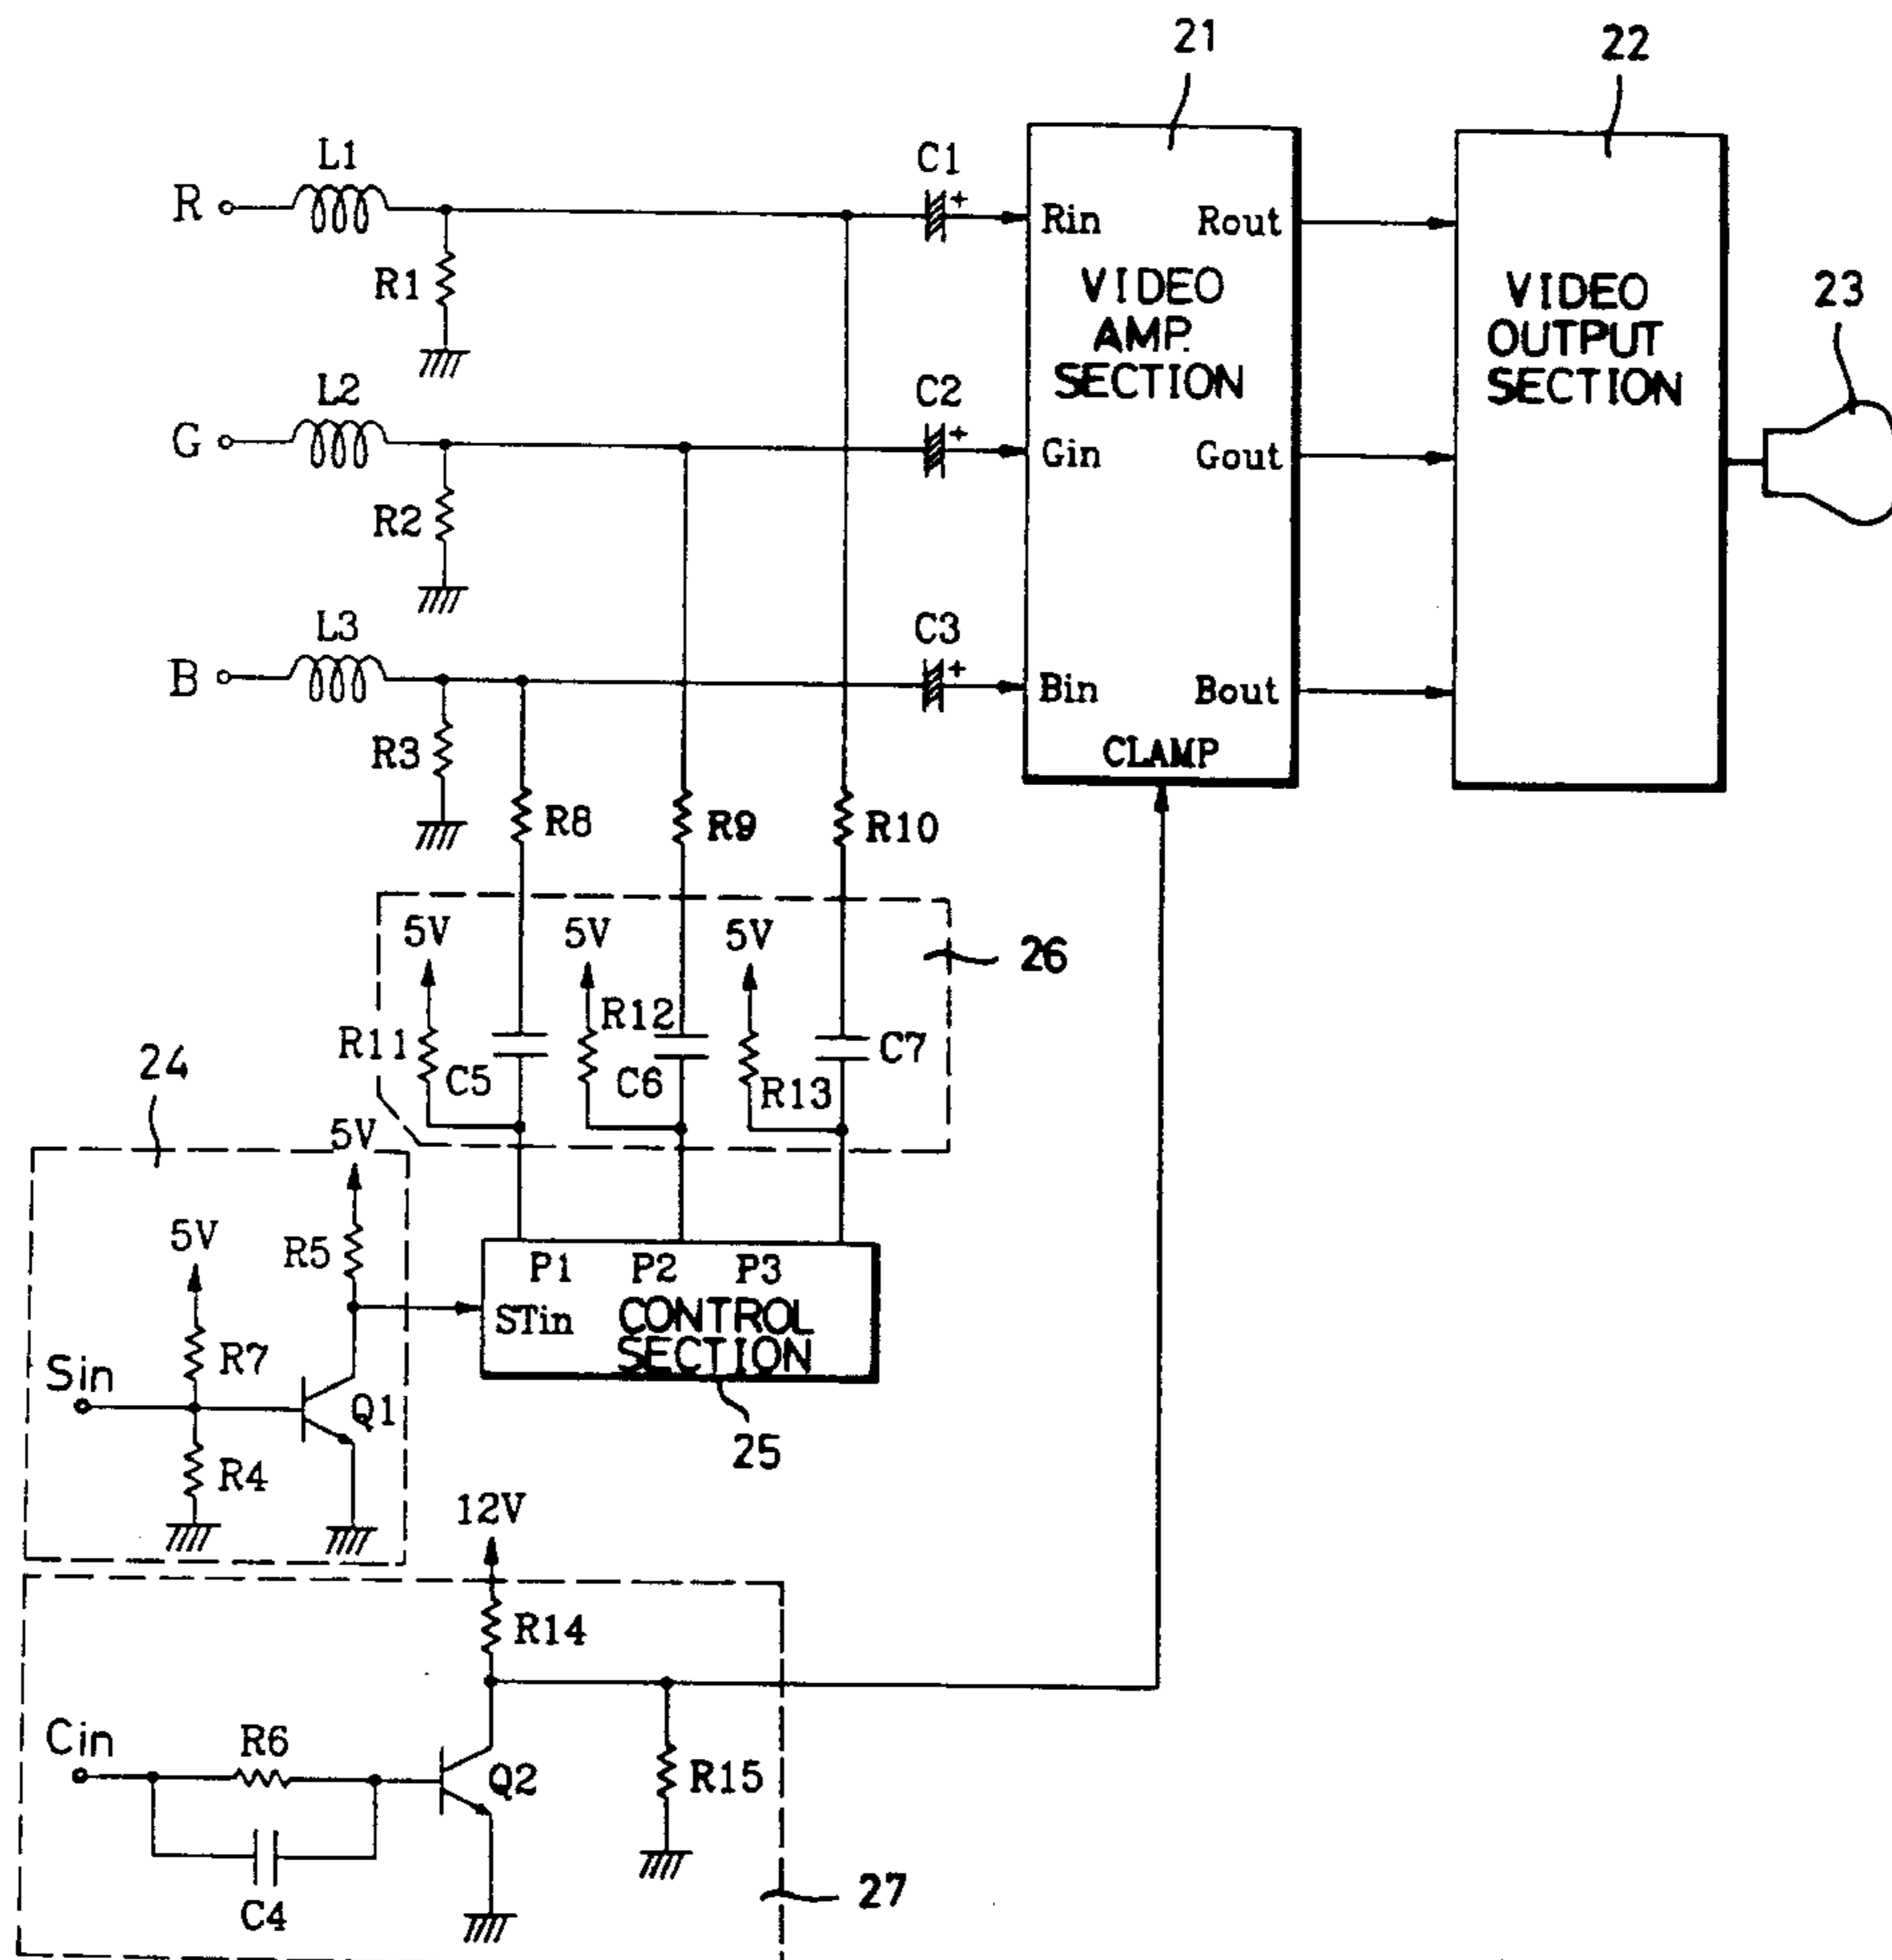 21
22
L1
C1
R
+
Rin
Rout
R1
VIDEO
AMP.
SECTION
VIDEO
OUTPUT
SECTION
23
L2
C2
G
+
Gin
Gout
R2
L3
C3
B
+
Bin
Bout
R3
CLAMP
R8
R9
R10
5V
5V
5V
26
R11
R12
C7
24
C5
C6
R13
5V
5V
R5
P1
P2
P3
STin
CONTROL
SECTION
Sin
R7
Q1
R4
25
12V
R14
Cin
R6
Q2
R15
27
C4